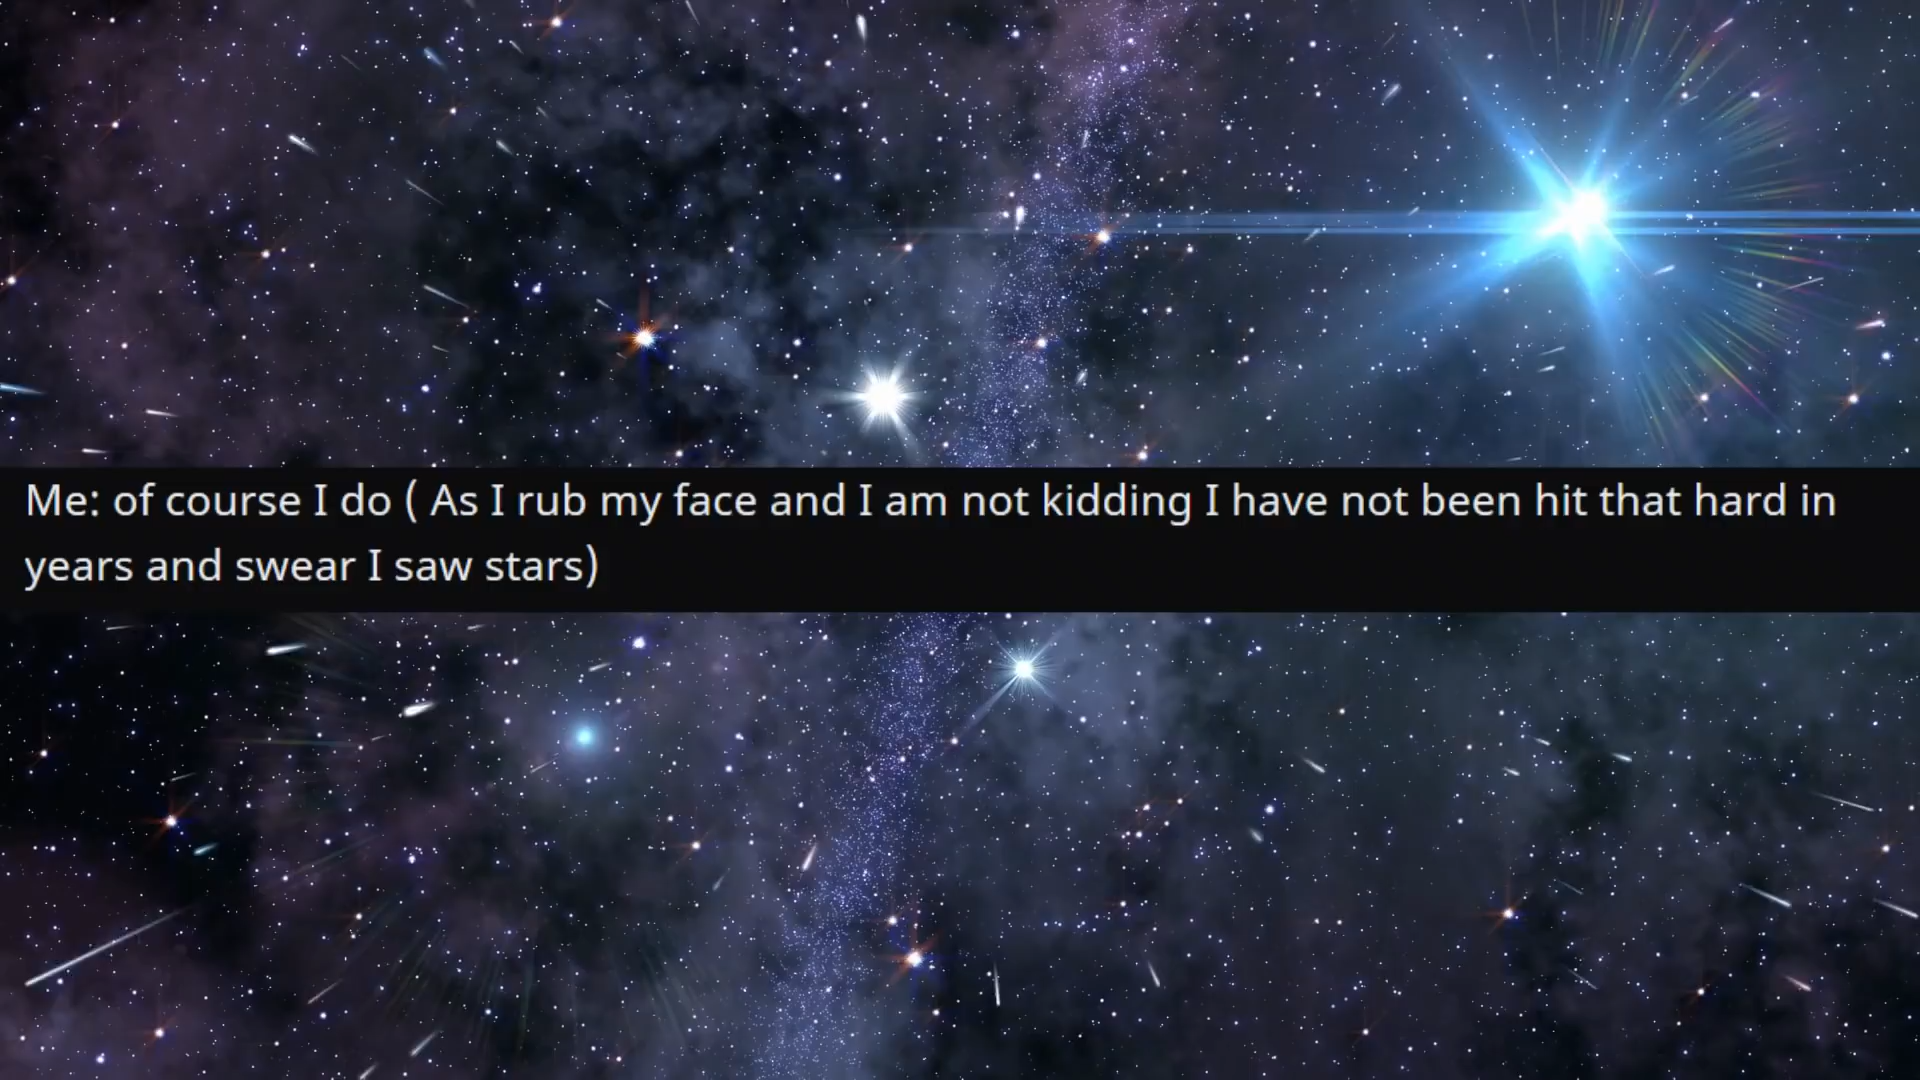 Me: of course I do ( As I rub my face and I am not kidding I have not been hit that hard in
years and swear I saw stars)